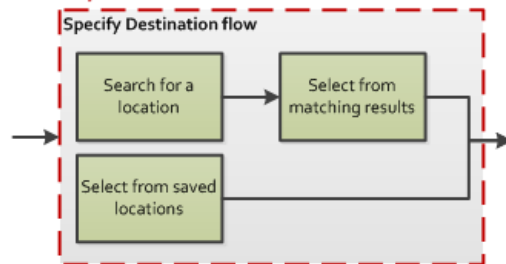 Specify Destination flow
Search for a
location
Select from
matching results
Select from saved
locations